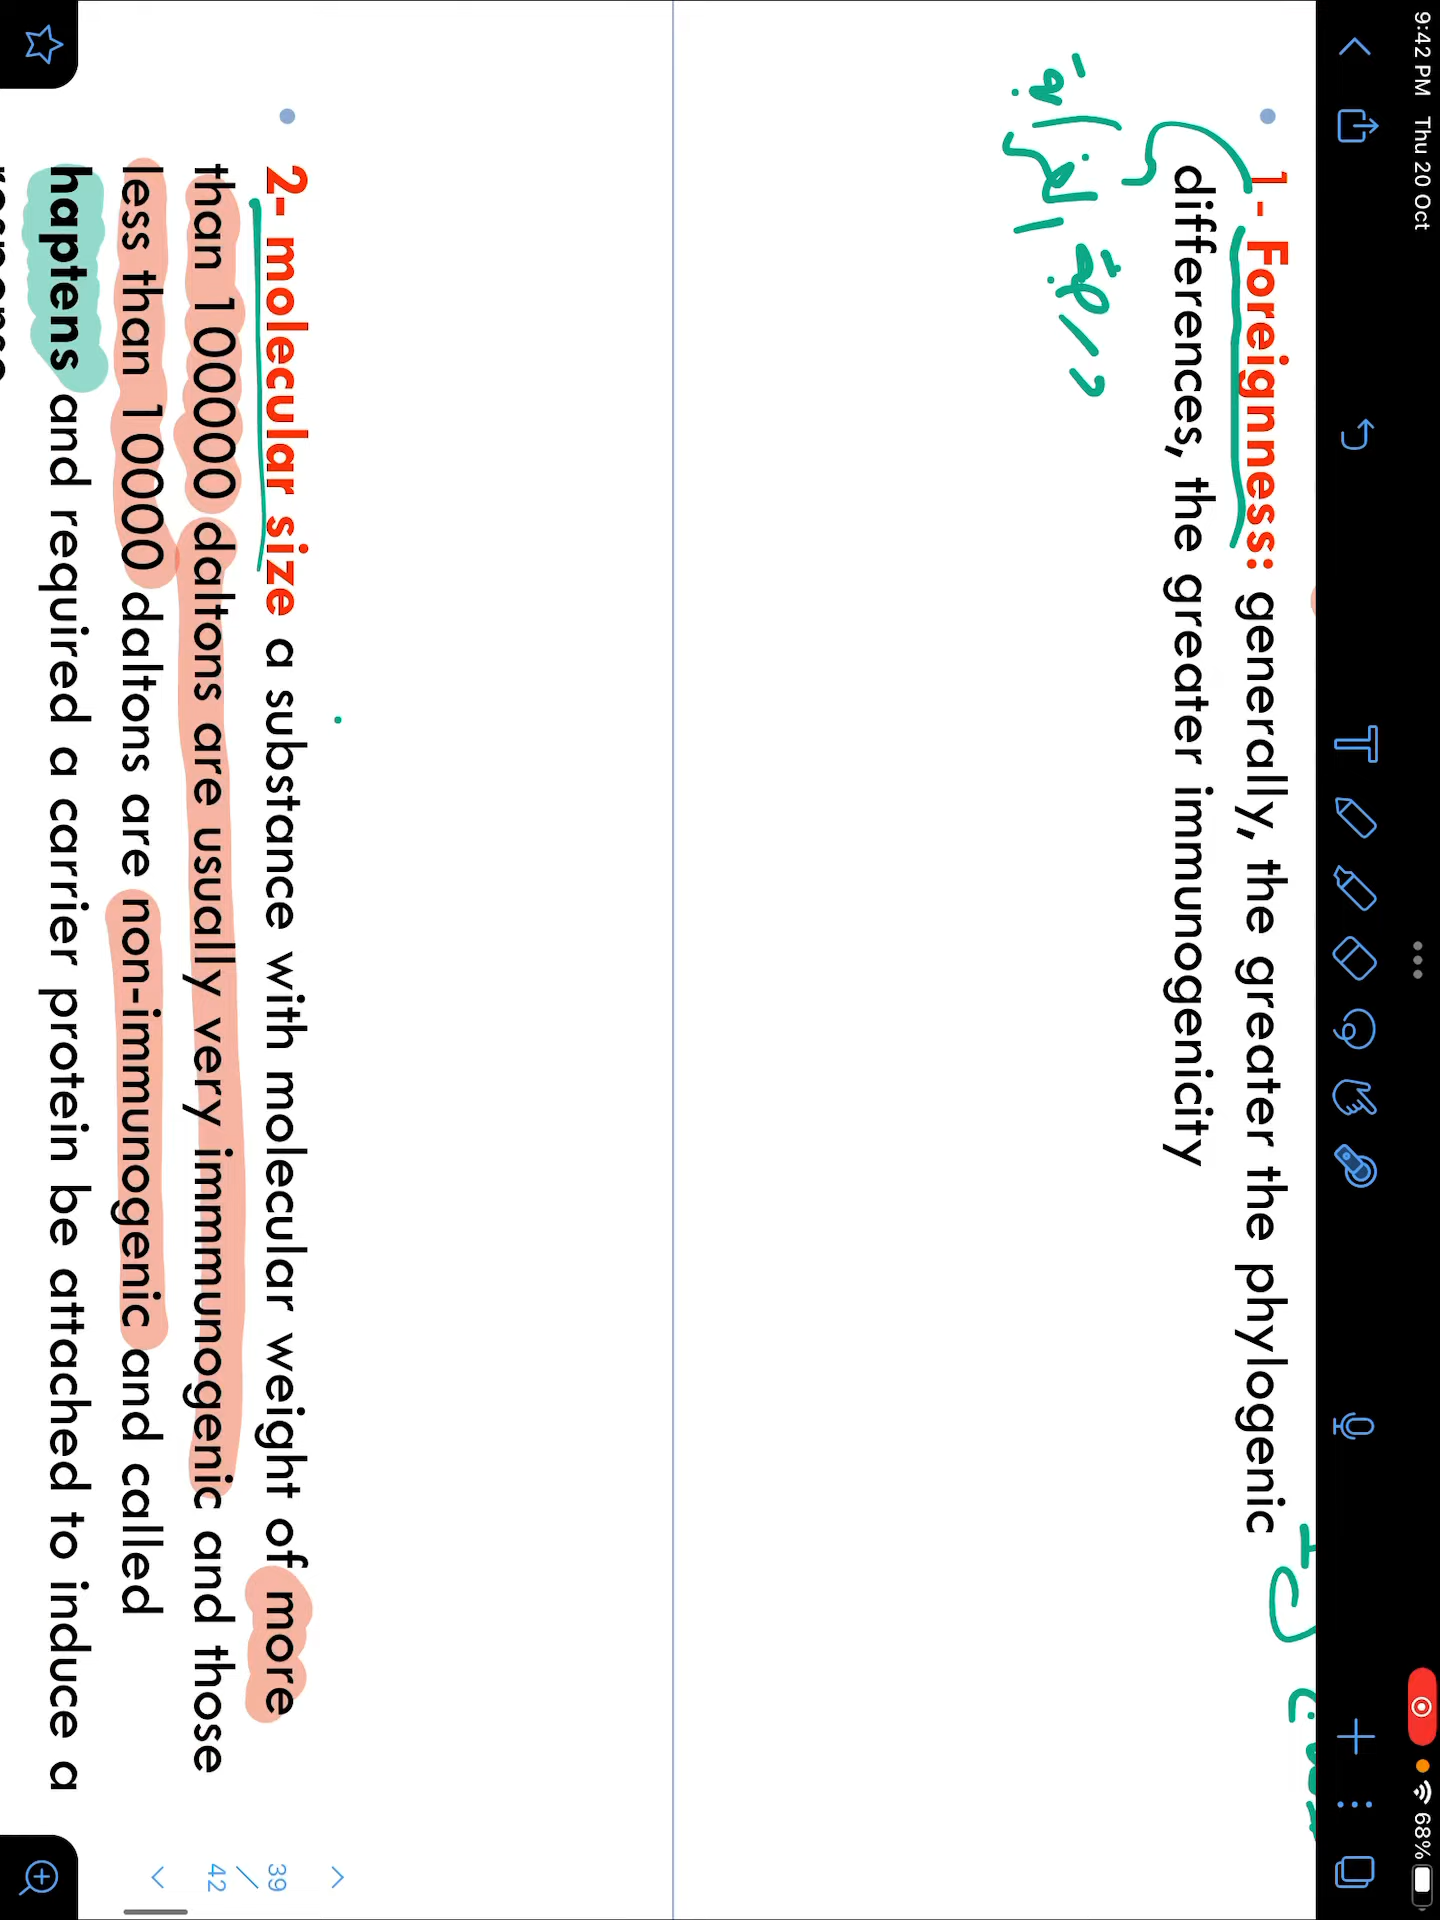 9:42 PM Thu 20 Oct
68%
1- Foreignness: generally, the greater the phylogenic
differences, the greater immunogenicity
2- molecular size a substance with molecular weight of more
than 100000 daltons are usually very immmunogenic and those
less than 10000 daltons are non-immunogenic and called
haptens and required a carrier protein be attached to induce a
39 / 42